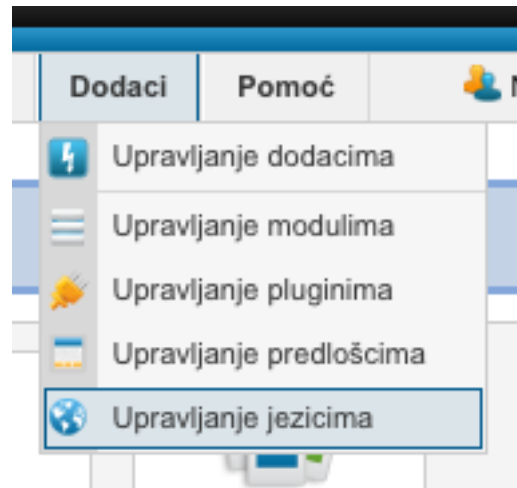 Dodaci Pomoć
Upravljanje dodacima
Upravljanje modulima
Upravljanje pluginima
Upravljanje predlošcima
Upravljanje jezicima